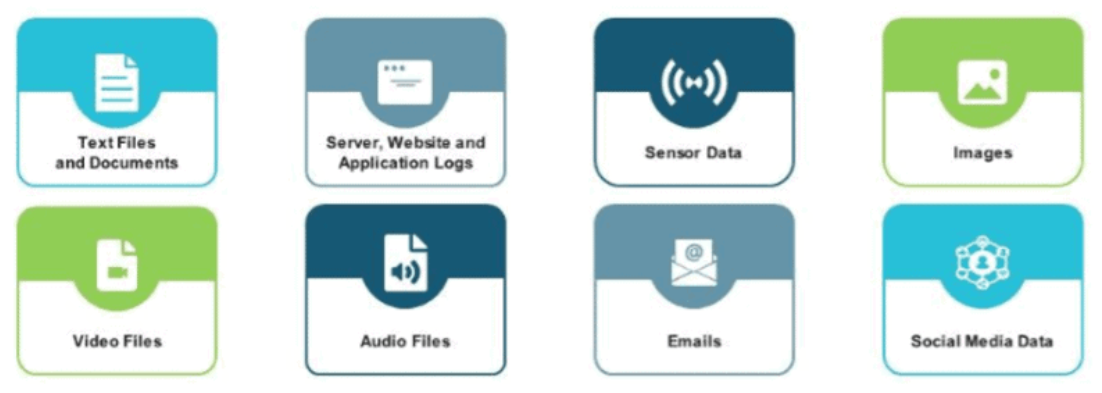 Text Files
and Documents
Server, Website and
Application Logs
Sensor Data
Images
Video Files
Audio Files
@
Emails
Social Media Data